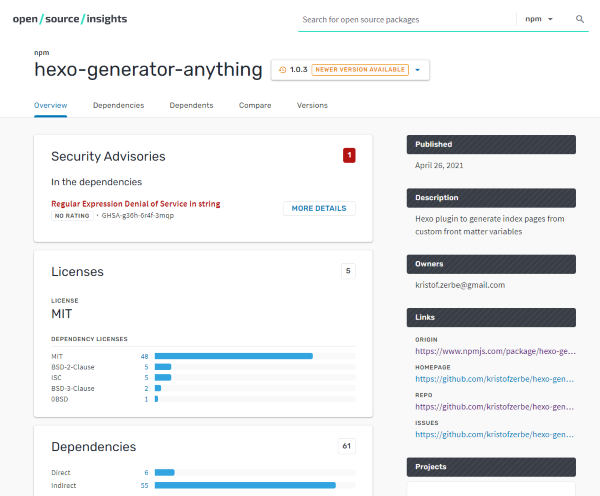 open/source/insights
Search for open source packages
npm
npm
hexo-generator-anything
1.0.3 NEWER VERSION AVAILABLE
Overview Dependencies Dependents Compare Versions
Security Advisories 1
In the dependencies
Regular Expression Denial of Service in string
NO RATING • GHSA-g36h-6r4f-3mqp
MORE DETAILS
Licenses 5
LICENSE
MIT
DEPENDENCY LICENSES
MIT 48
BSD-2-Clause 5
ISC 5
BSD-3-Clause 2
0BSD 1
Dependencies 61
Direct 6
Indirect 55
Published
April 26, 2021
Description
Hexo plugin to generate index pages from
custom front matter variables
Owners
kristof.zerbe@gmail.com
Links
ORIGIN
https://www.npmjs.com/package/hexo-ge...
HOMEPAGE
https://github.com/kristofzerbe/hexo-gen...
REPO
https://github.com/kristofzerbe/hexo-gen...
ISSUES
https://github.com/kristofzerbe/hexo-gen...
Projects